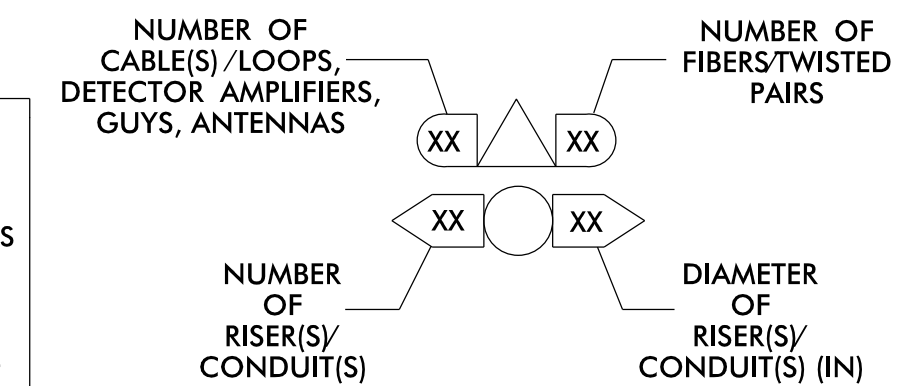 NUMBER OF
CABLE(S) /LOOPS,
DETECTOR AMPLIFIERS,
GUYS, ANTENNAS
NUMBER OF
FIBERS/TWISTED
PAIRS
XX
XX
S
XX
XX
NUMBER
OF
RISER(S)/
CONDUIT(S)
DIAMETER
OF
RISER(S)/
CONDUIT(S) (IN)